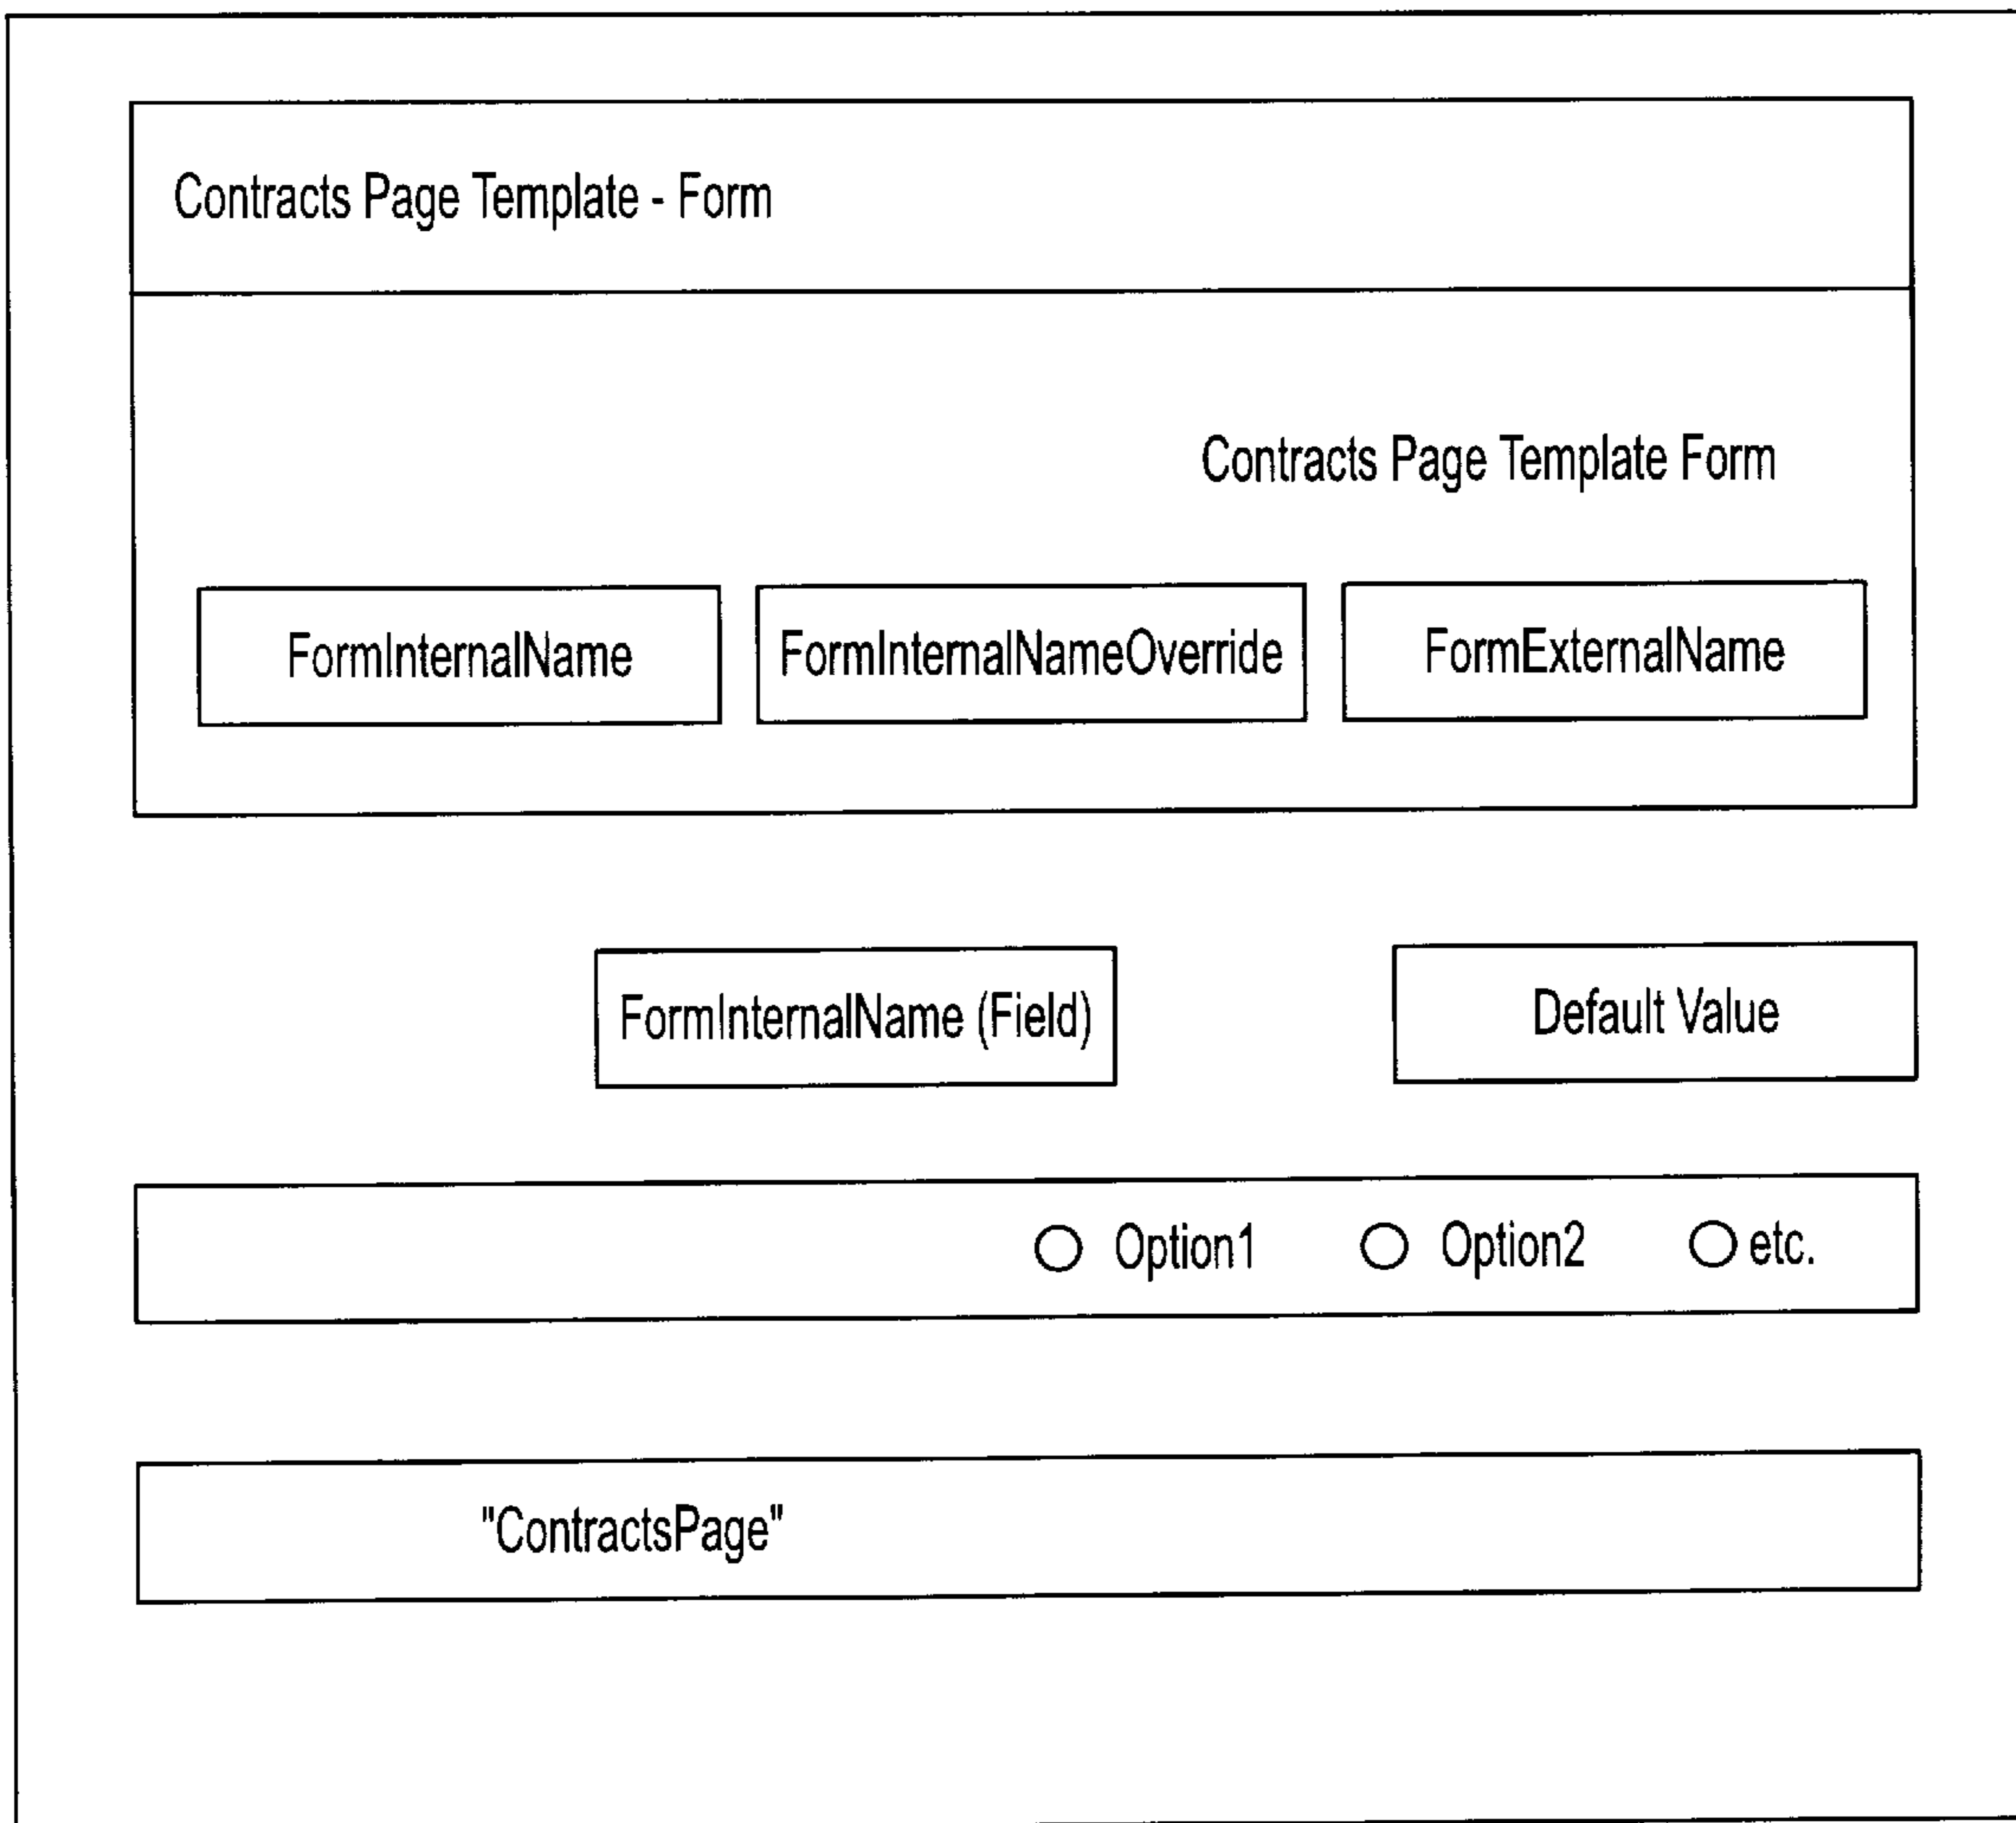 Contracts Page Template - Form
Contracts Page Template Form
FormInternalName FormInternalNameOverride FormExternalName
FormInternalName (Field) Default Value
Option1 Option2 etc.
"ContractsPage"